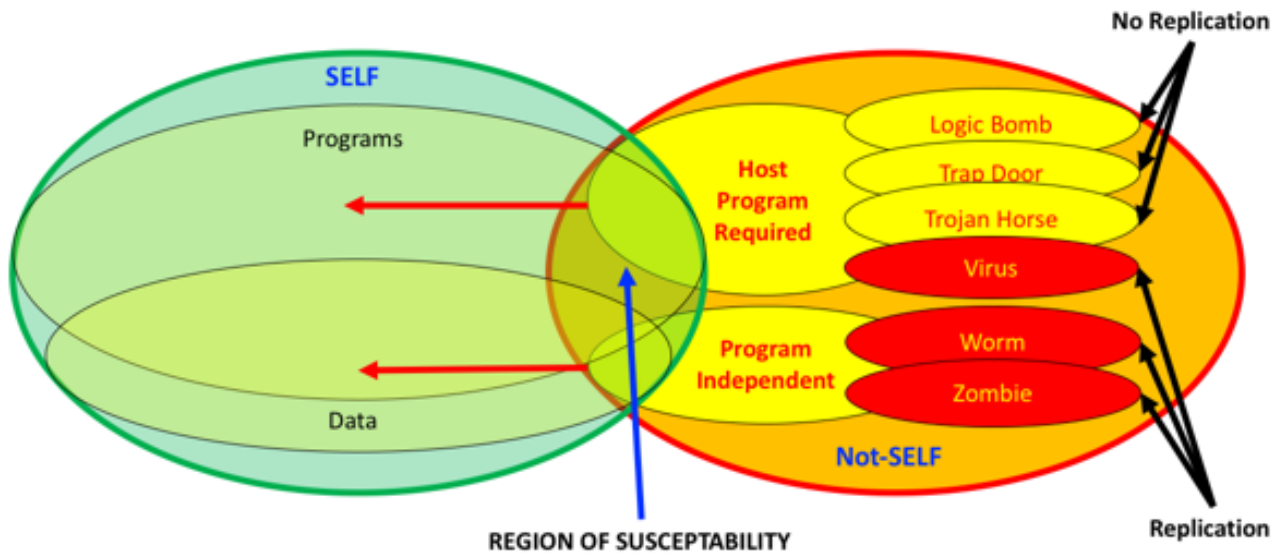 No Replication
SELF
Programs
Logic Bomb
Trap Door
Host
Program
Required
Trojan Horse
Virus
Worm
Program
Independent
Zombie
Data
Not-SELF
Replication
REGION OF SUSCEPTABILITY